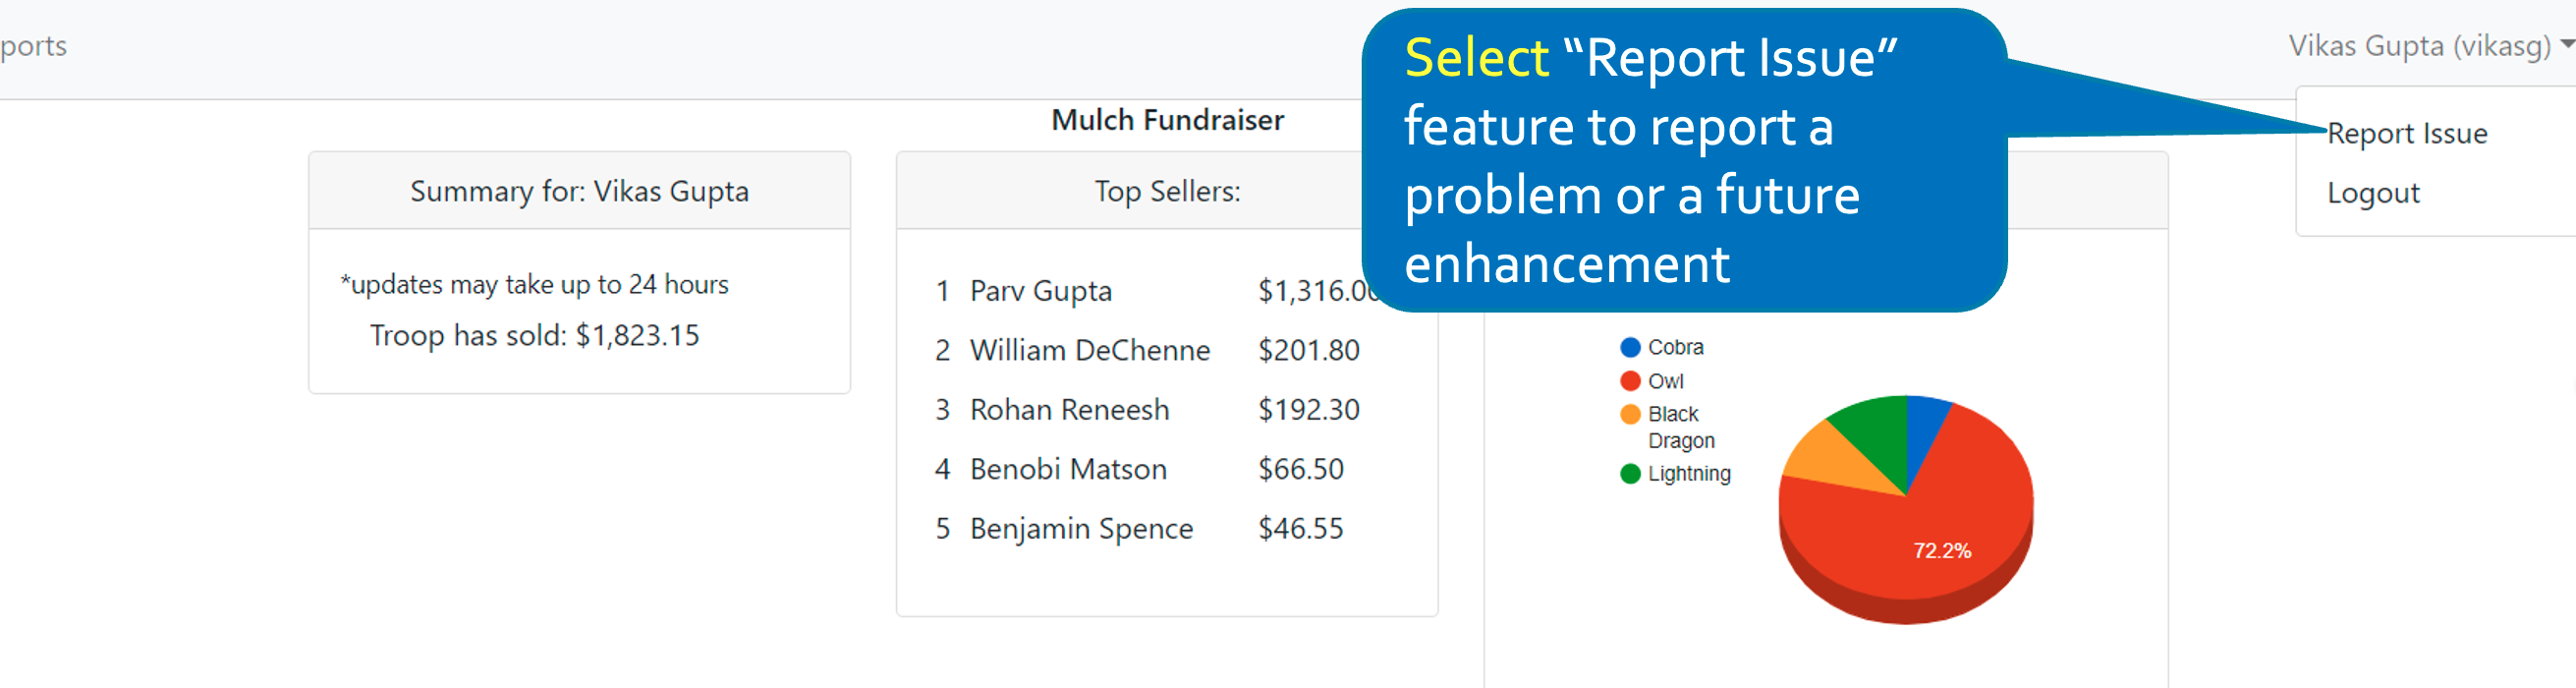 ports
Vikas Gupta (vikasg)
Select “Report Issue”
feature to report a
problem or a future
enhancement
Report Issue
Logout
Mulch Fundraiser
Summary for: Vikas Gupta
*updates may take up to 24 hours
Troop has sold: $1,823.15
Top Sellers:
1 Parv Gupta $1,316.00
2 William DeChenne $201.80
3 Rohan Reneesh $192.30
4 Benobi Matson $66.50
5 Benjamin Spence $46.55
Cobra
Owl
Black
Dragon
Lightning
72.2%